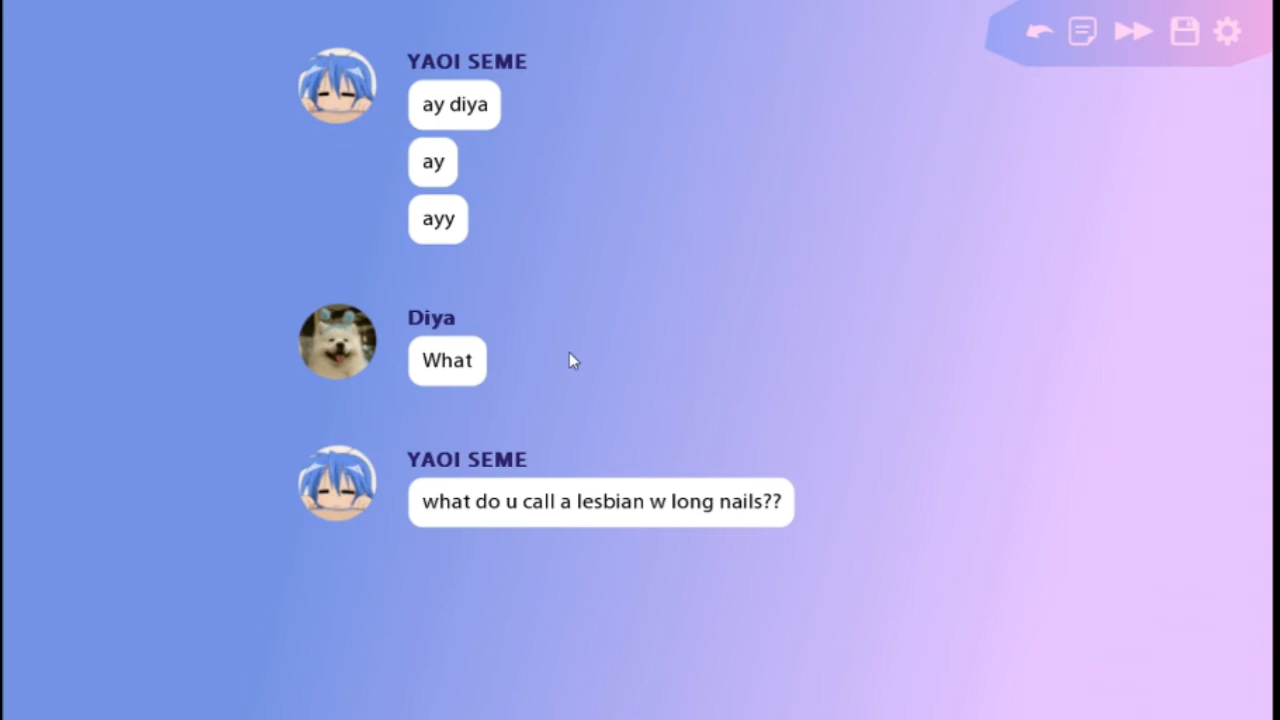 YAOI SEME
ay diya
ay
ayy
Diya
What
YAOI SEME
what do u call a lesbian w long nails??